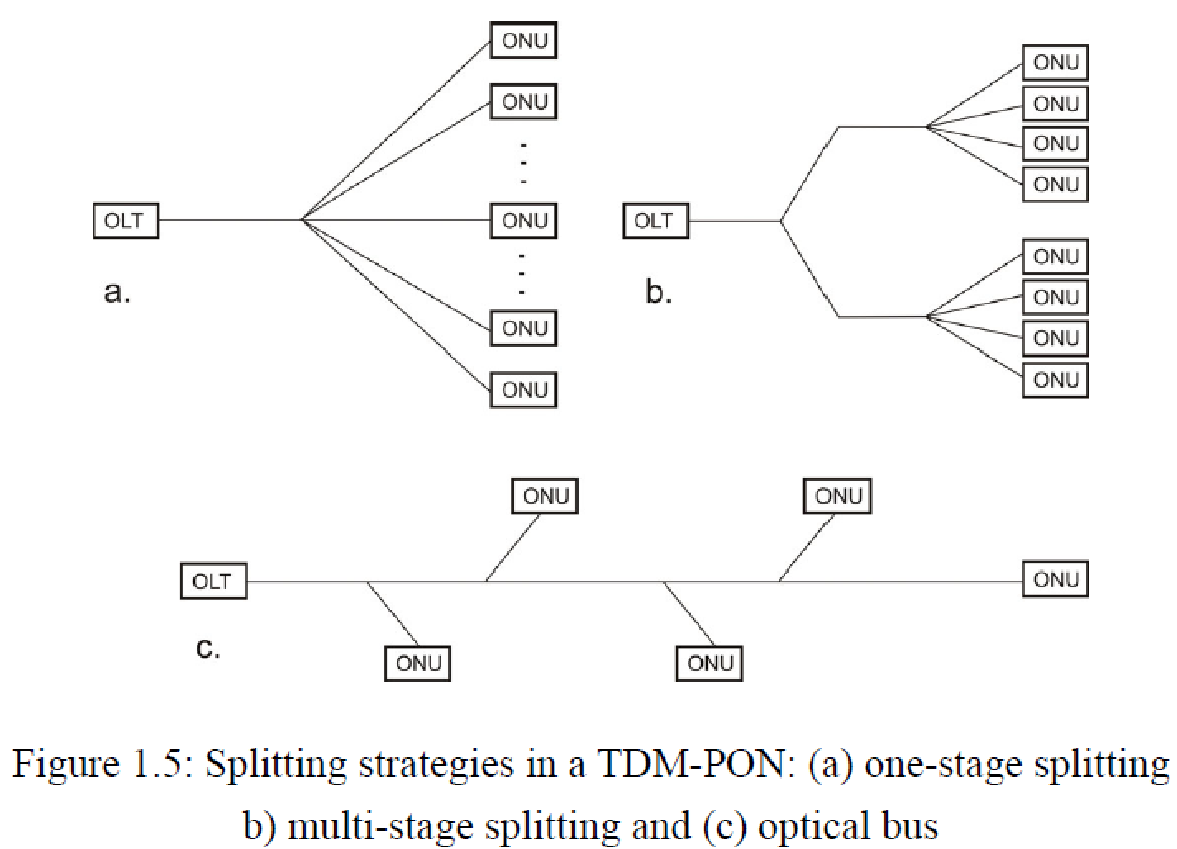 ONU
ONU
OLT
ONU
ONU
ONU
a.
ONU
ONU
ONU
ONU
OLT
ONU
ONU
ONU
ONU
b.
ONU
ONU
OLT
ONU
ONU
ONU
c.
Figure 1.5: Splitting strategies in a TDM-PON: (a) one-stage splitting
b) multi-stage splitting and (c) optical bus